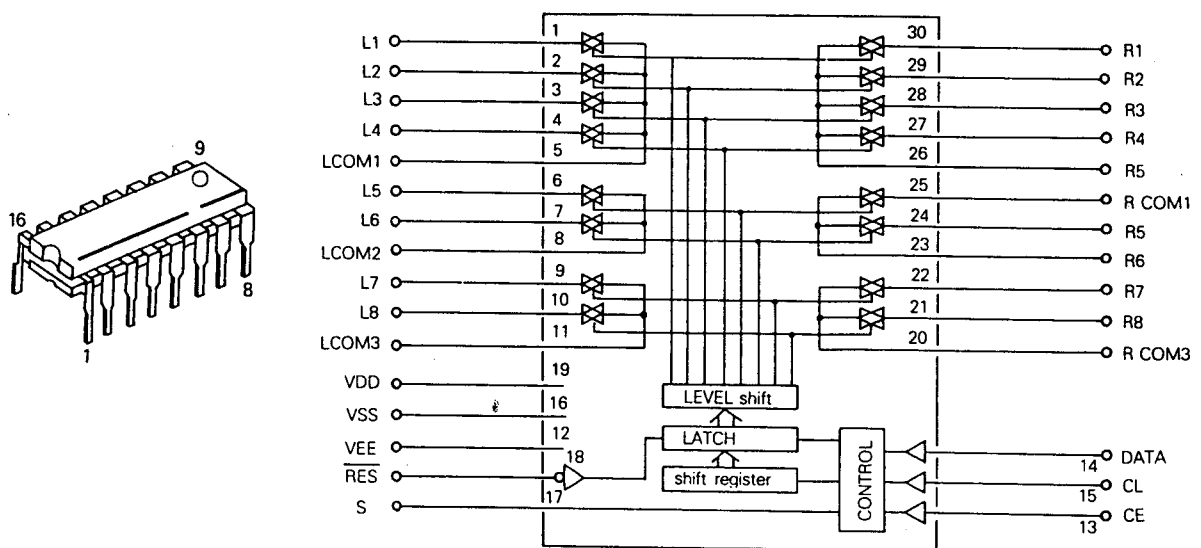 9
16
8
1
L1 1 30 R1
L2 2 29 R2
L3 3 28 R3
L4 4 27 R4
LCOM1 5 26 R5
L5 6 25 R COM1
L6 7 24 R5
LCOM2 8 23 R6
L7 9 22 R7
L8 10 21 R8
LCOM3 11 20 R COM3
VDD 19
VSS 16
VEE 12
RES 18
S 17
LEVEL shift
LATCH
shift register
CONTROL
14 DATA
15 CL
13 CE